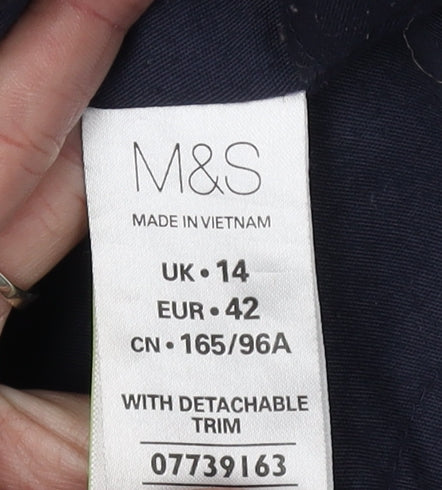 M&S
MADE IN VIETNAM
UK • 14
EUR • 42
CN • 165/96A
WITH DETACHABLE
TRIM
07739163